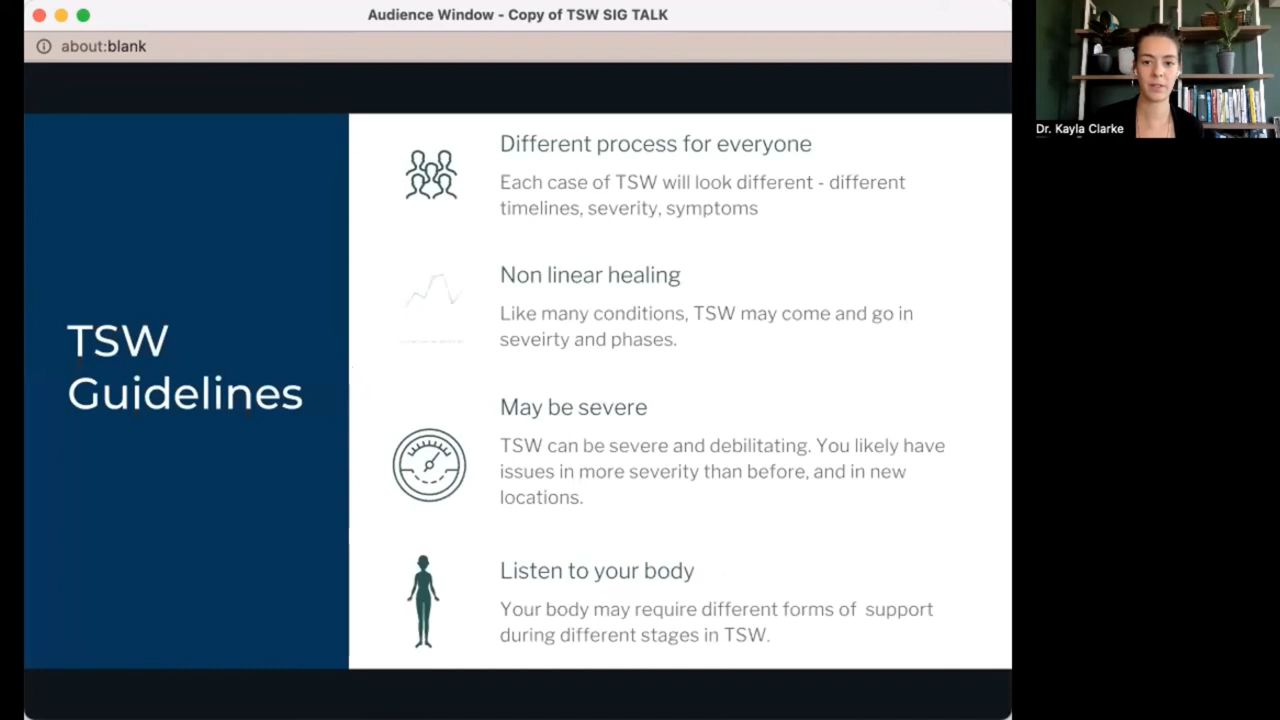 Audience Window - Copy of TSW SIG TALK
about:blank
Dr. Kayla Clarke
TSW
Guidelines
Different process for everyone
Each case of TSW will look different - different
timelines, severity, symptoms
Non linear healing
Like many conditions, TSW may come and go in
seveirty and phases.
May be severe
TSW can be severe and debilitating. You likely have
issues in more severity than before, and in new
locations.
Listen to your body
Your body may require different forms of support
during different stages in TSW.